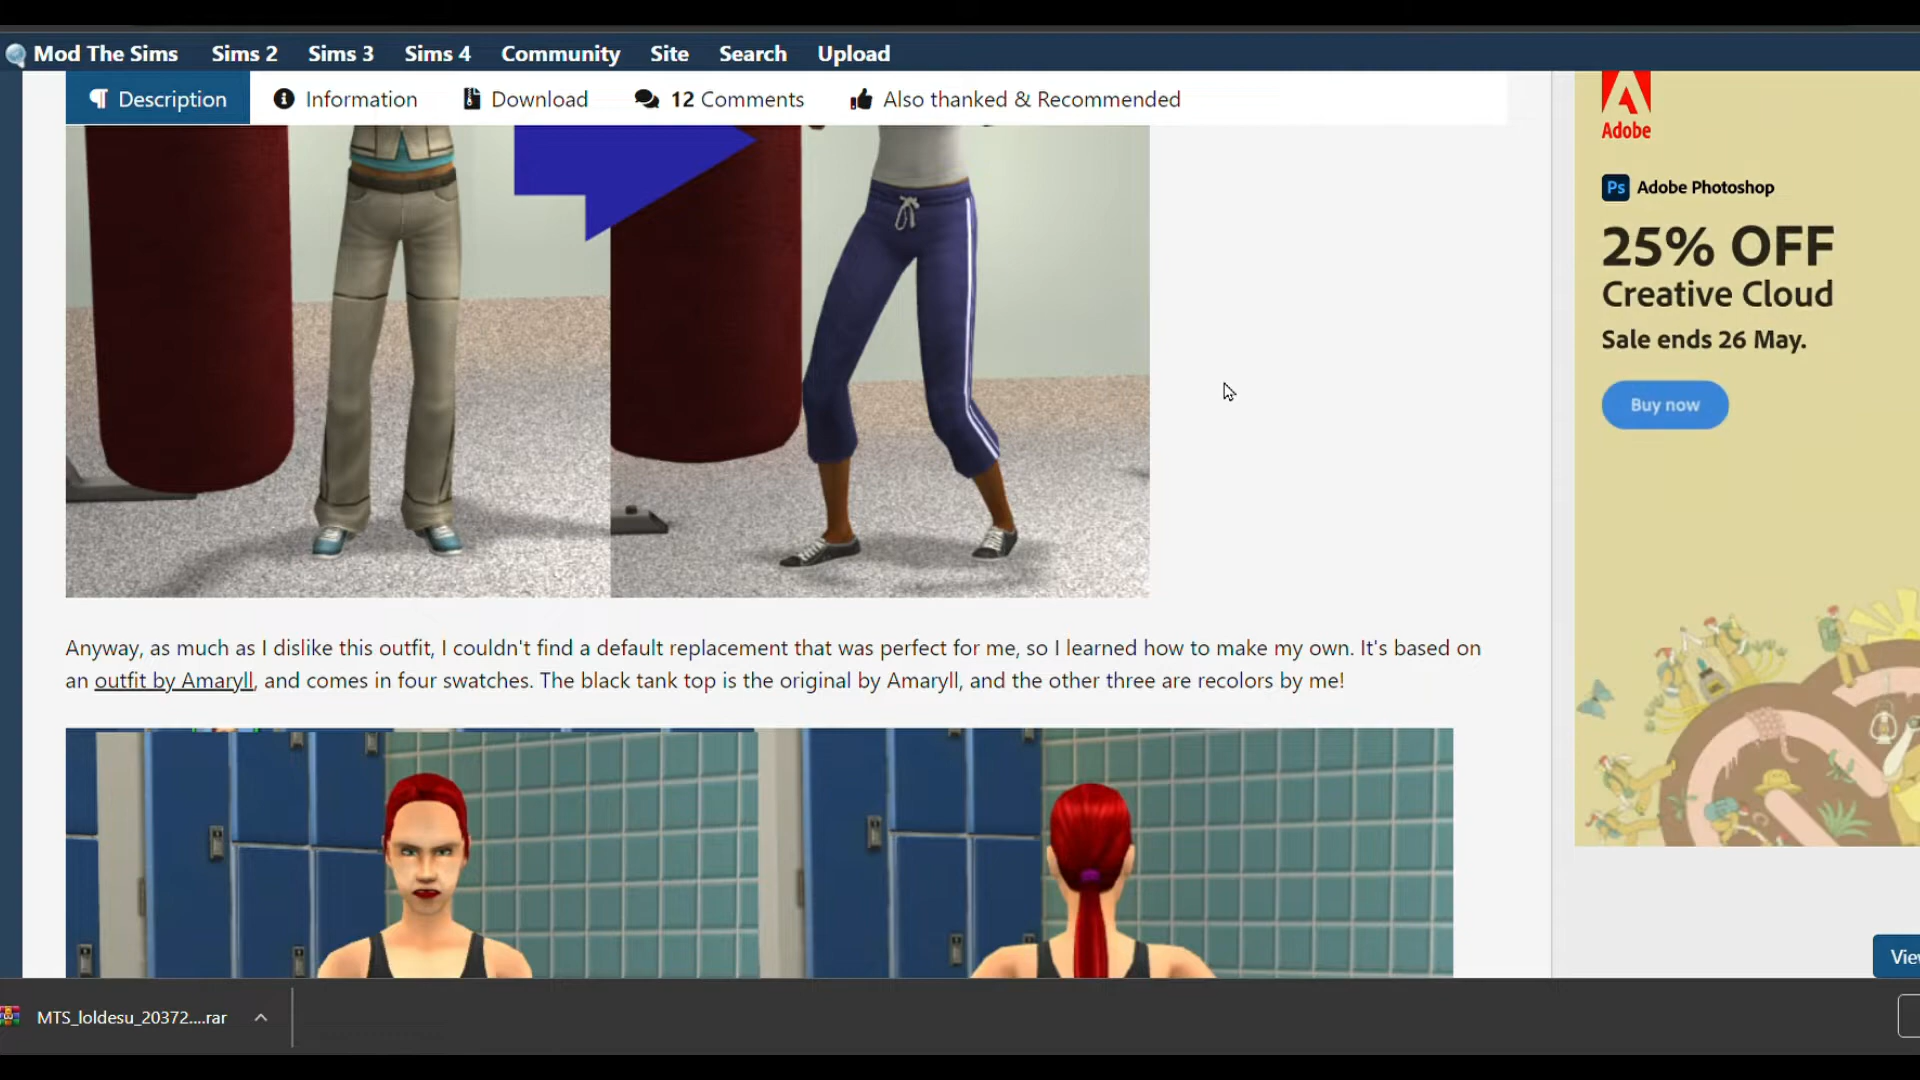 Mod The Sims Sims 2 Sims 3 Sims 4 Community Site Search Upload
Description Information Download 12 Comments Also thanked & Recommended
Adobe
Ps Adobe Photoshop
25% OFF
Creative Cloud
Sale ends 26 May.
Buy now
Anyway, as much as I dislike this outfit, I couldn't find a default replacement that was perfect for me, so I learned how to make my own. It's based on
an outfit by Amaryll, and comes in four swatches. The black tank top is the original by Amaryll, and the other three are recolors by me!
Vie
MTS_loldesu_20372....rar